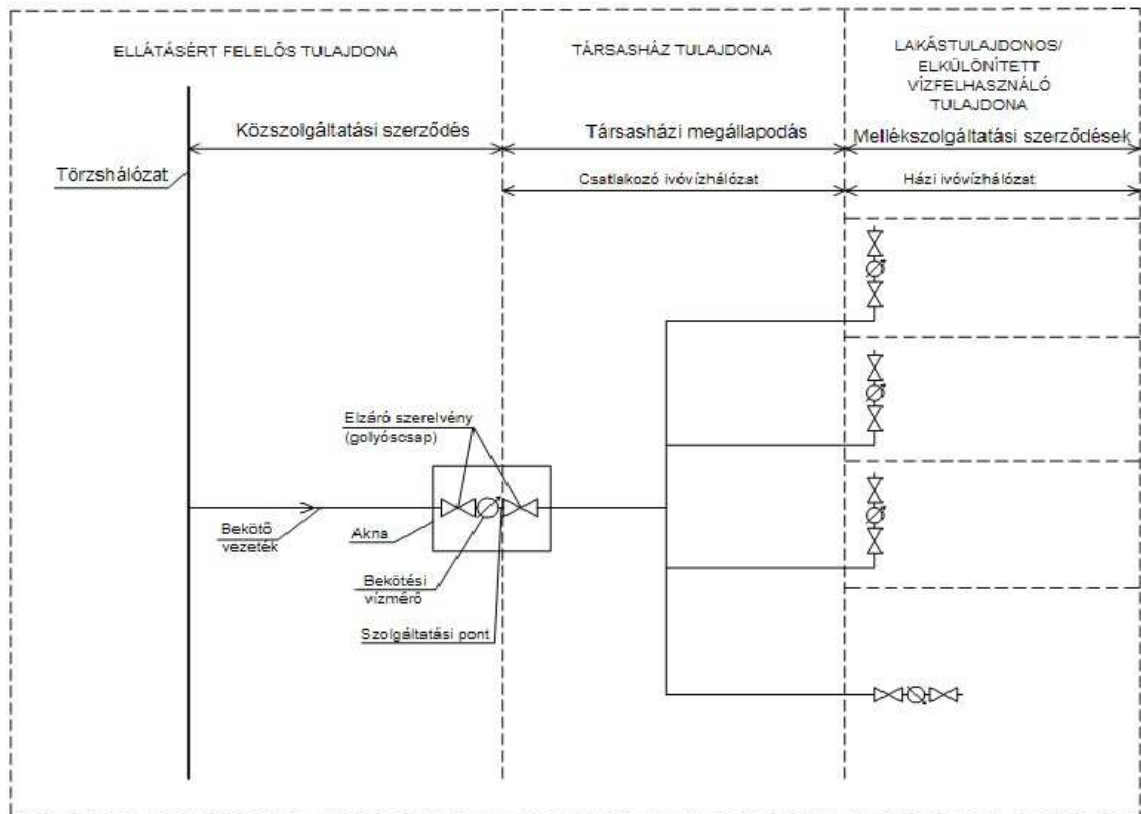 ELLÁTÁSÉRT FELELŐS TULAJDONA
TÁRSASHÁZ TULAJDONA
LAKÁSTULAJDONOS/
ELKÜLÖNÍTETT
VÍZFELHASZNÁLÓ
TULAJDONA
Közszolgáltatási szerződés
Társasházi megállapodás
Mellékszolgáltatási szerződések
Törzshálózat
Csatlakozó ivóvízhálózat
Házi ivóvízhálózat
Elzáró szerelvény
(gollyóscsap)
Bekötő
vezeték
Akna
Bekötési
vízmérő
Szolgáltatási pont